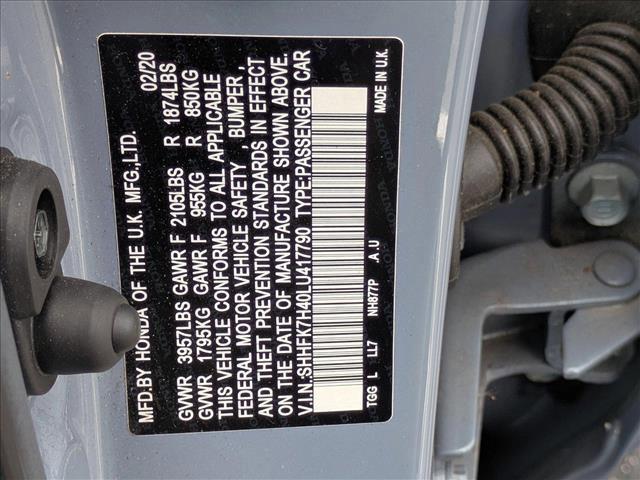 MFD.BY HONDA OF THE U.K. MFG.,LTD. 02/20
GVWR 3957LBS GAWR F 2105LBS R 1874LBS
GVWR 1795KG GAWR F 955KG R 850KG
THIS VEHICLE CONFORMS TO ALL APPLICABLE
FEDERAL MOTOR VEHICLE SAFETY , BUMPER ,
AND THEFT PREVENTION STANDARDS IN EFFECT
ON THE DATE OF MANUFACTURE SHOWN ABOVE.
V.I.N.:SHHFK7H40LU417790 TYPE:PASSENGER CAR
TGG L LL7 NH877P A.U MADE IN U.K.